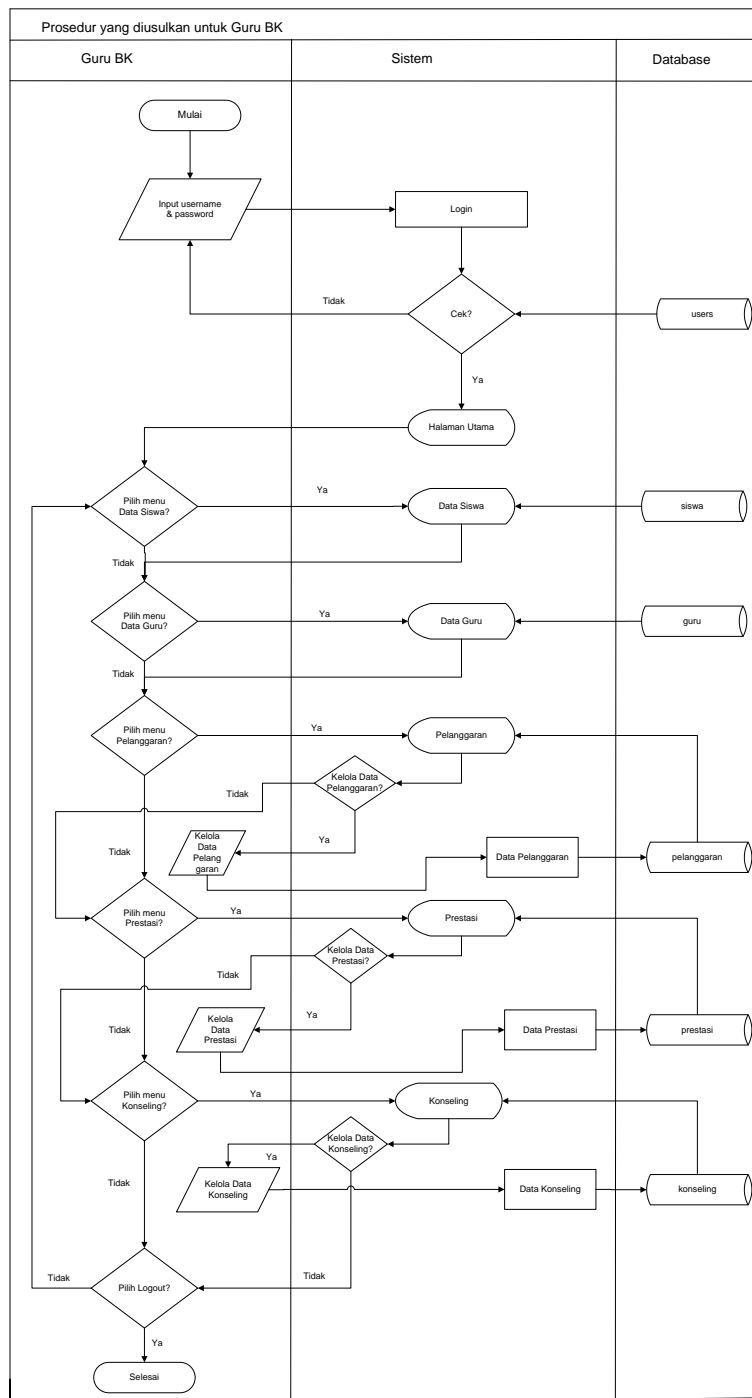 Prosedur yang diusulkan untuk Guru BK
Guru BK
Sistem
Database
Mulai
Input username
& password
Login
Tidak
Cek?
users
Ya
Halaman Utama
Pilih menu
Data Siswa?
Ya
Data Siswa
siswa
Tidak
Pilih menu
Data Guru?
Ya
Data Guru
guru
Tidak
Pilih menu
Pelanggaran?
Ya
Pelanggaran
Kelola Data
Pelanggaran?
Tidak
Ya
Kelola
Data
Pelang
garan
Data Pelanggaran
pelanggaran
Tidak
Pilih menu
Prestasi?
Ya
Prestasi
Kelola Data
Prestasi?
Tidak
Ya
Kelola
Data
Prestasi
Data Prestasi
prestasi
Tidak
Pilih menu
Konseling?
Ya
Konseling
Kelola Data
Konseling?
Ya
Kelola Data
Konseling
Data Konseling
konseling
Tidak
Tidak
Pilih Logout?
Tidak
Ya
Selesai